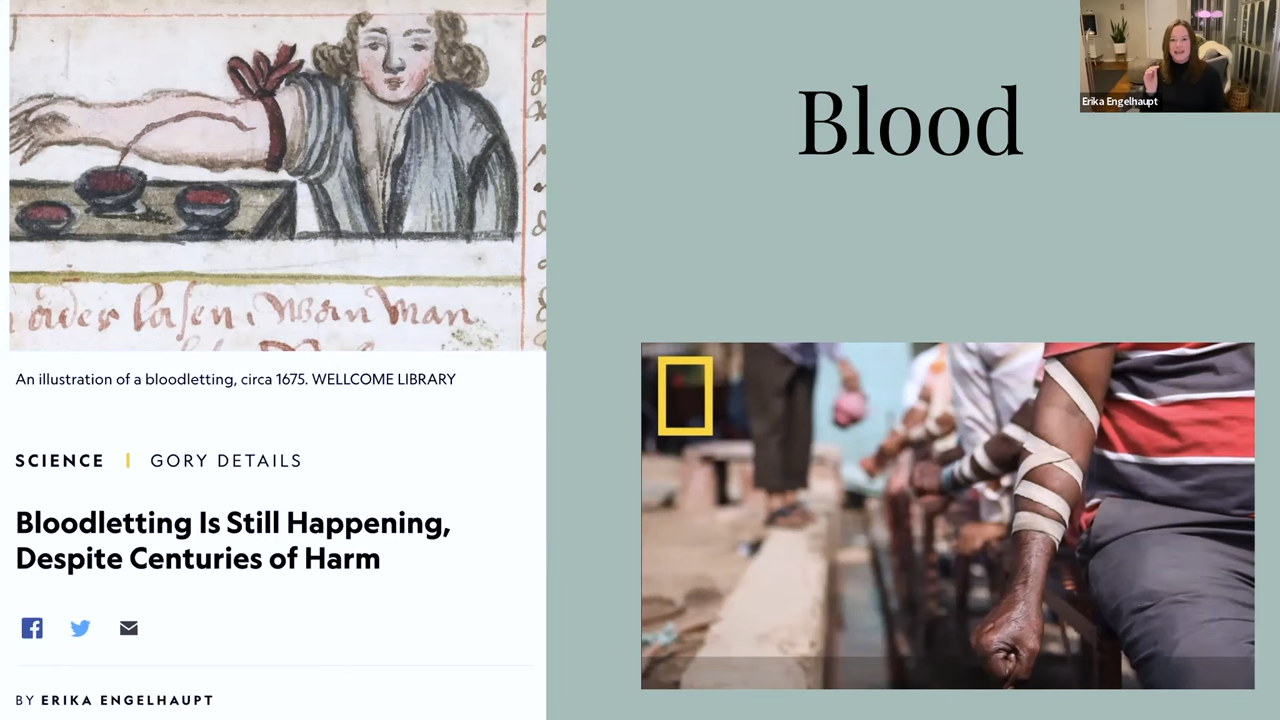 An illustration of a bloodletting, circa 1675. WELLCOME LIBRARY
SCIENCE | GORY DETAILS
Bloodletting Is Still Happening,
Despite Centuries of Harm
BY ERIKA ENGELHAUPT
Blood
Erika Engelhaupt